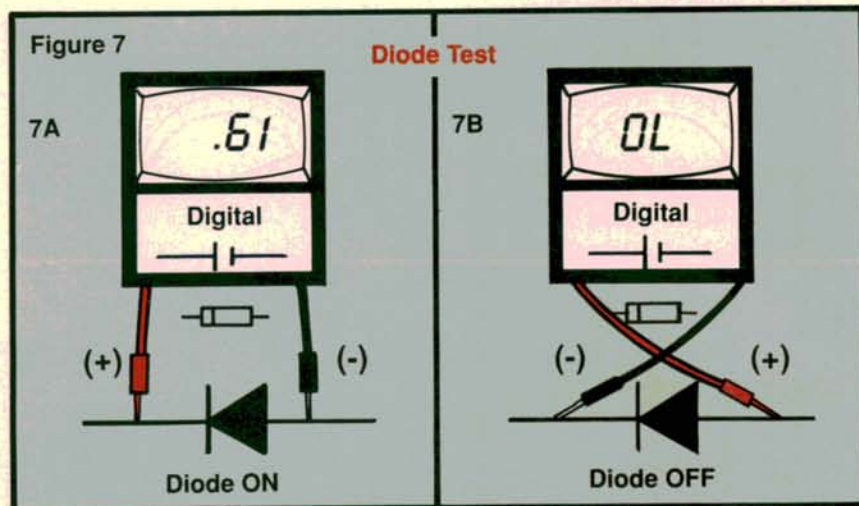 Figure 7
Diode Test
7A
.61
Digital
(+)
(-)
Diode ON
7B
OL
Digital
(-)
(+)
Diode OFF